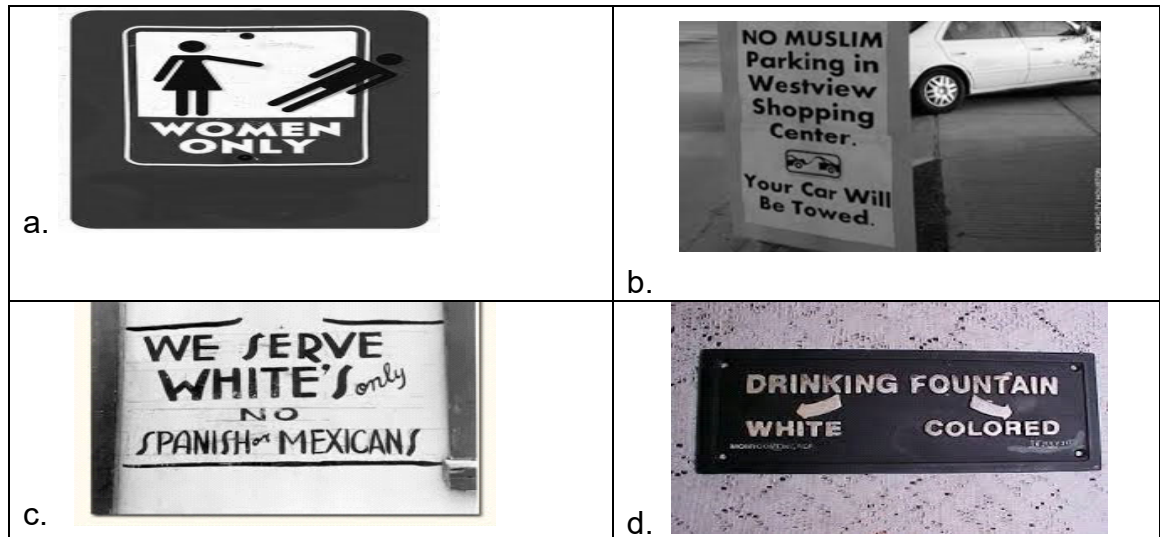 WOMEN
ONLY
a.
NO MUSLIM
Parking in
Westview
Shopping
Center.
Your Car Will
Be Towed.
b.
WE SERVE
WHITE'S only
NO
SPANISH or MEXICANS
c.
DRINKING FOUNTAIN
WHITE COLORED
d.